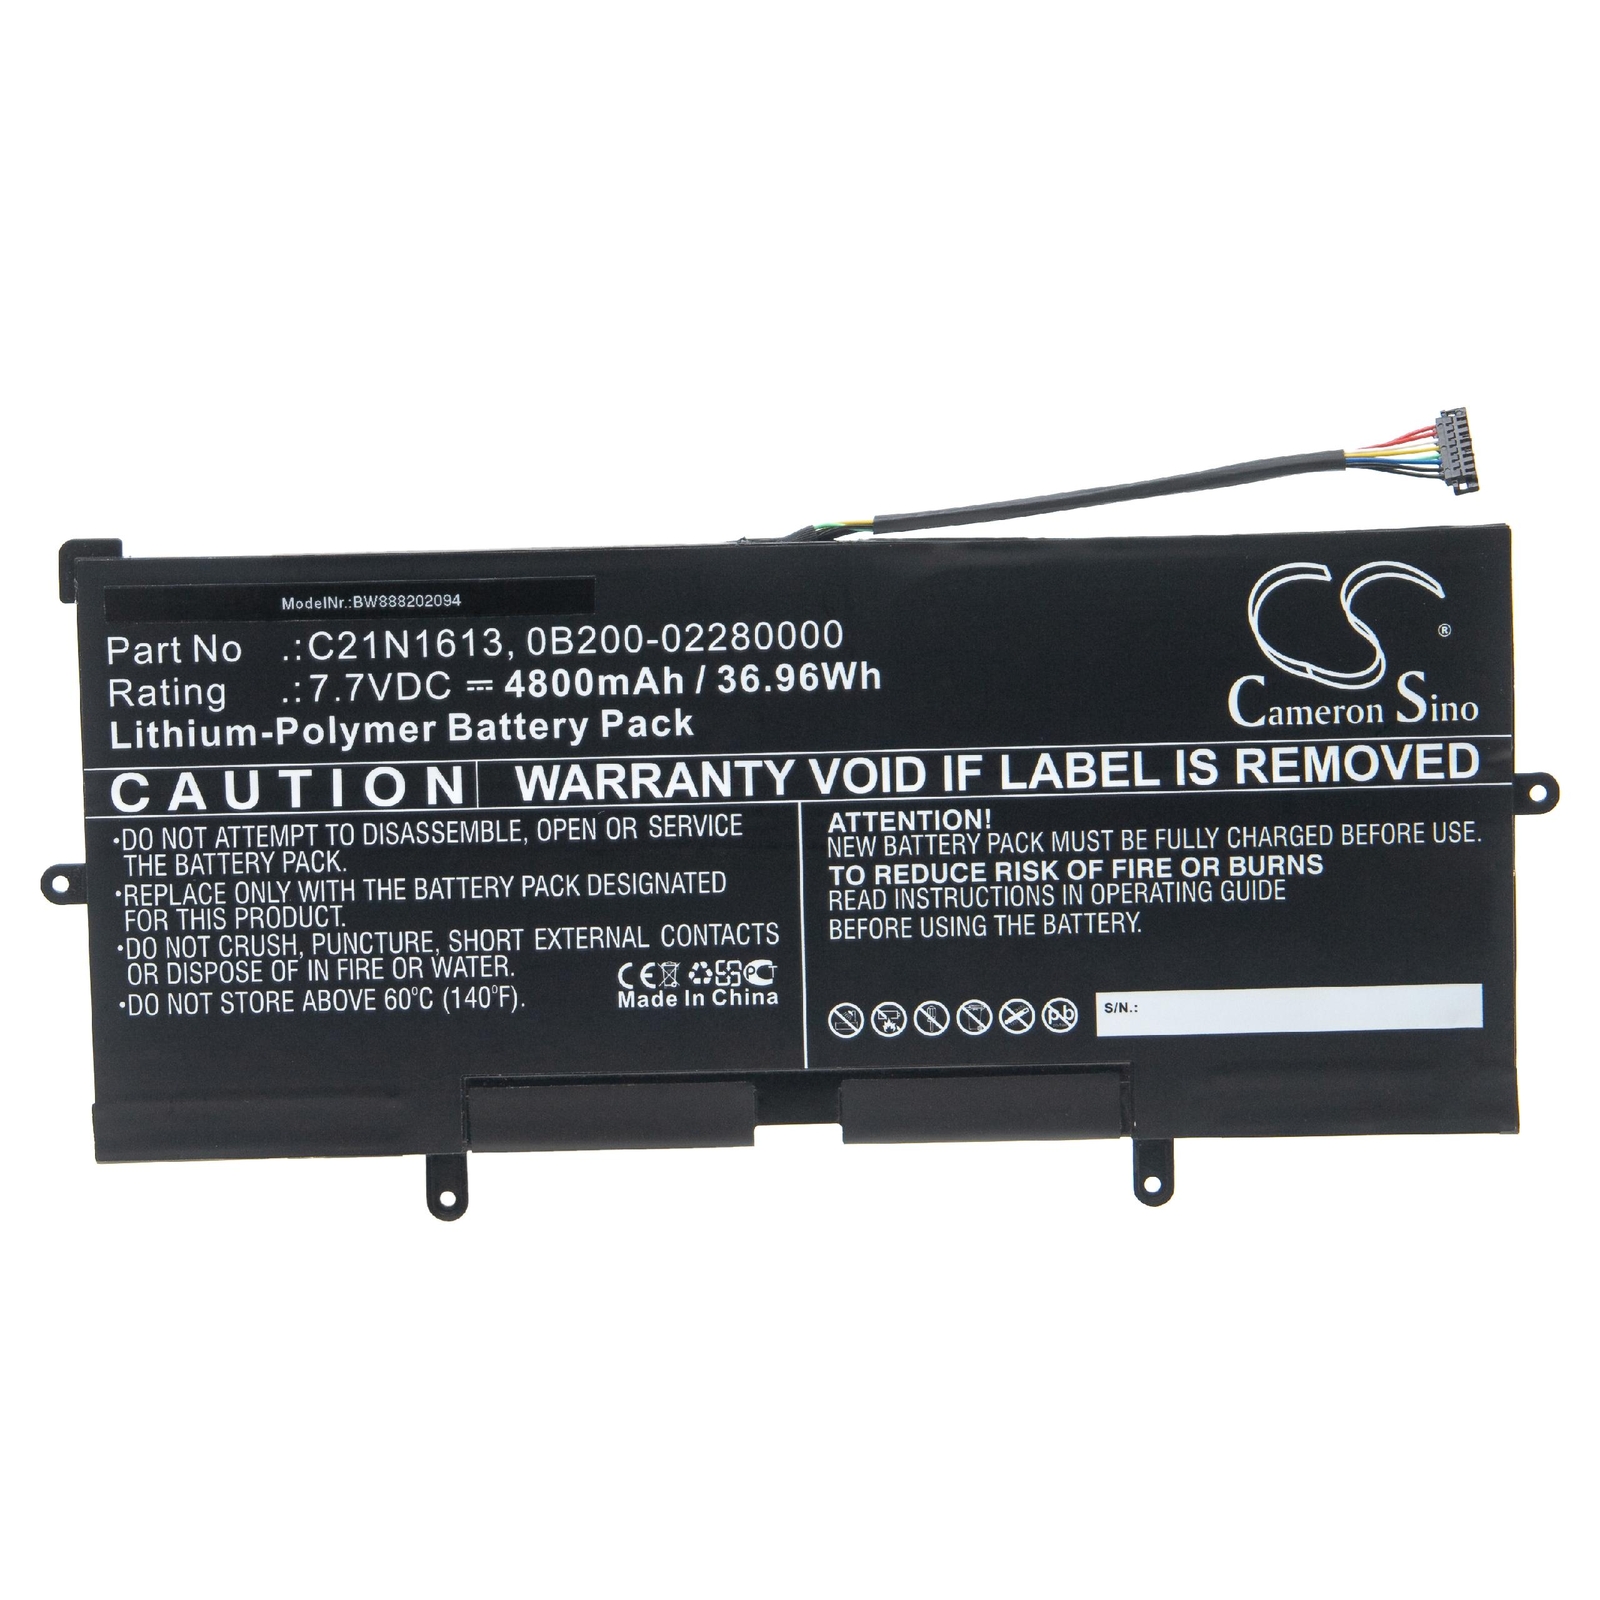 ModelNr.:BW888202094
Part No .:C21N1613, 0B200-02280000
Rating .:7.7VDC ⎓ 4800mAh / 36.96Wh
Lithium-Polymer Battery Pack
CS
®
Cameron Sino
CAUTION
WARRANTY VOID IF LABEL IS REMOVED
•DO NOT ATTEMPT TO DISASSEMBLE, OPEN OR SERVICE
THE BATTERY PACK.
•REPLACE ONLY WITH THE BATTERY PACK DESIGNATED
FOR THIS PRODUCT.
•DO NOT CRUSH, PUNCTURE, SHORT EXTERNAL CONTACTS
OR DISPOSE OF IN FIRE OR WATER.
•DO NOT STORE ABOVE 60°C (140°F).
CE
Made In China
ATTENTION!
NEW BATTERY PACK MUST BE FULLY CHARGED BEFORE USE.
TO REDUCE RISK OF FIRE OR BURNS
READ INSTRUCTIONS IN OPERATING GUIDE
BEFORE USING THE BATTERY.
pb
S/N.: